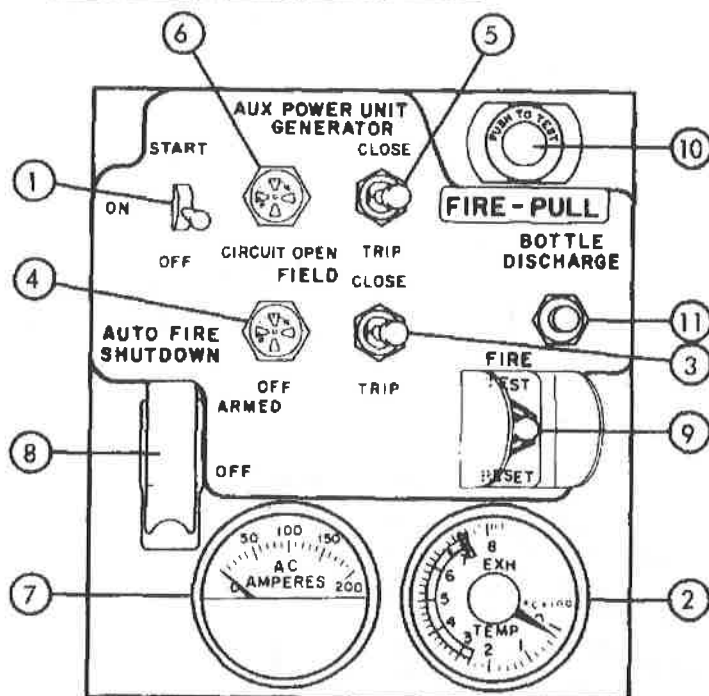 6
5
AUX POWER UNIT
GENERATOR
PUSH TO TEST
10
START
CLOSE
1
ON
FIRE-PULL
OFF
CIRCUIT OPEN
TRIP
BOTTLE
DISCHARGE
FIELD
CLOSE
4
11
AUTO FIRE
SHUTDOWN
3
OFF
TRIP
FIRE
TEST
ARMED
9
8
OFF
RESET
0 50 100 150 200
AC
AMPERES
7
8
EXH
6
5
4
3
2
1
0
°C×100
TEMP
2